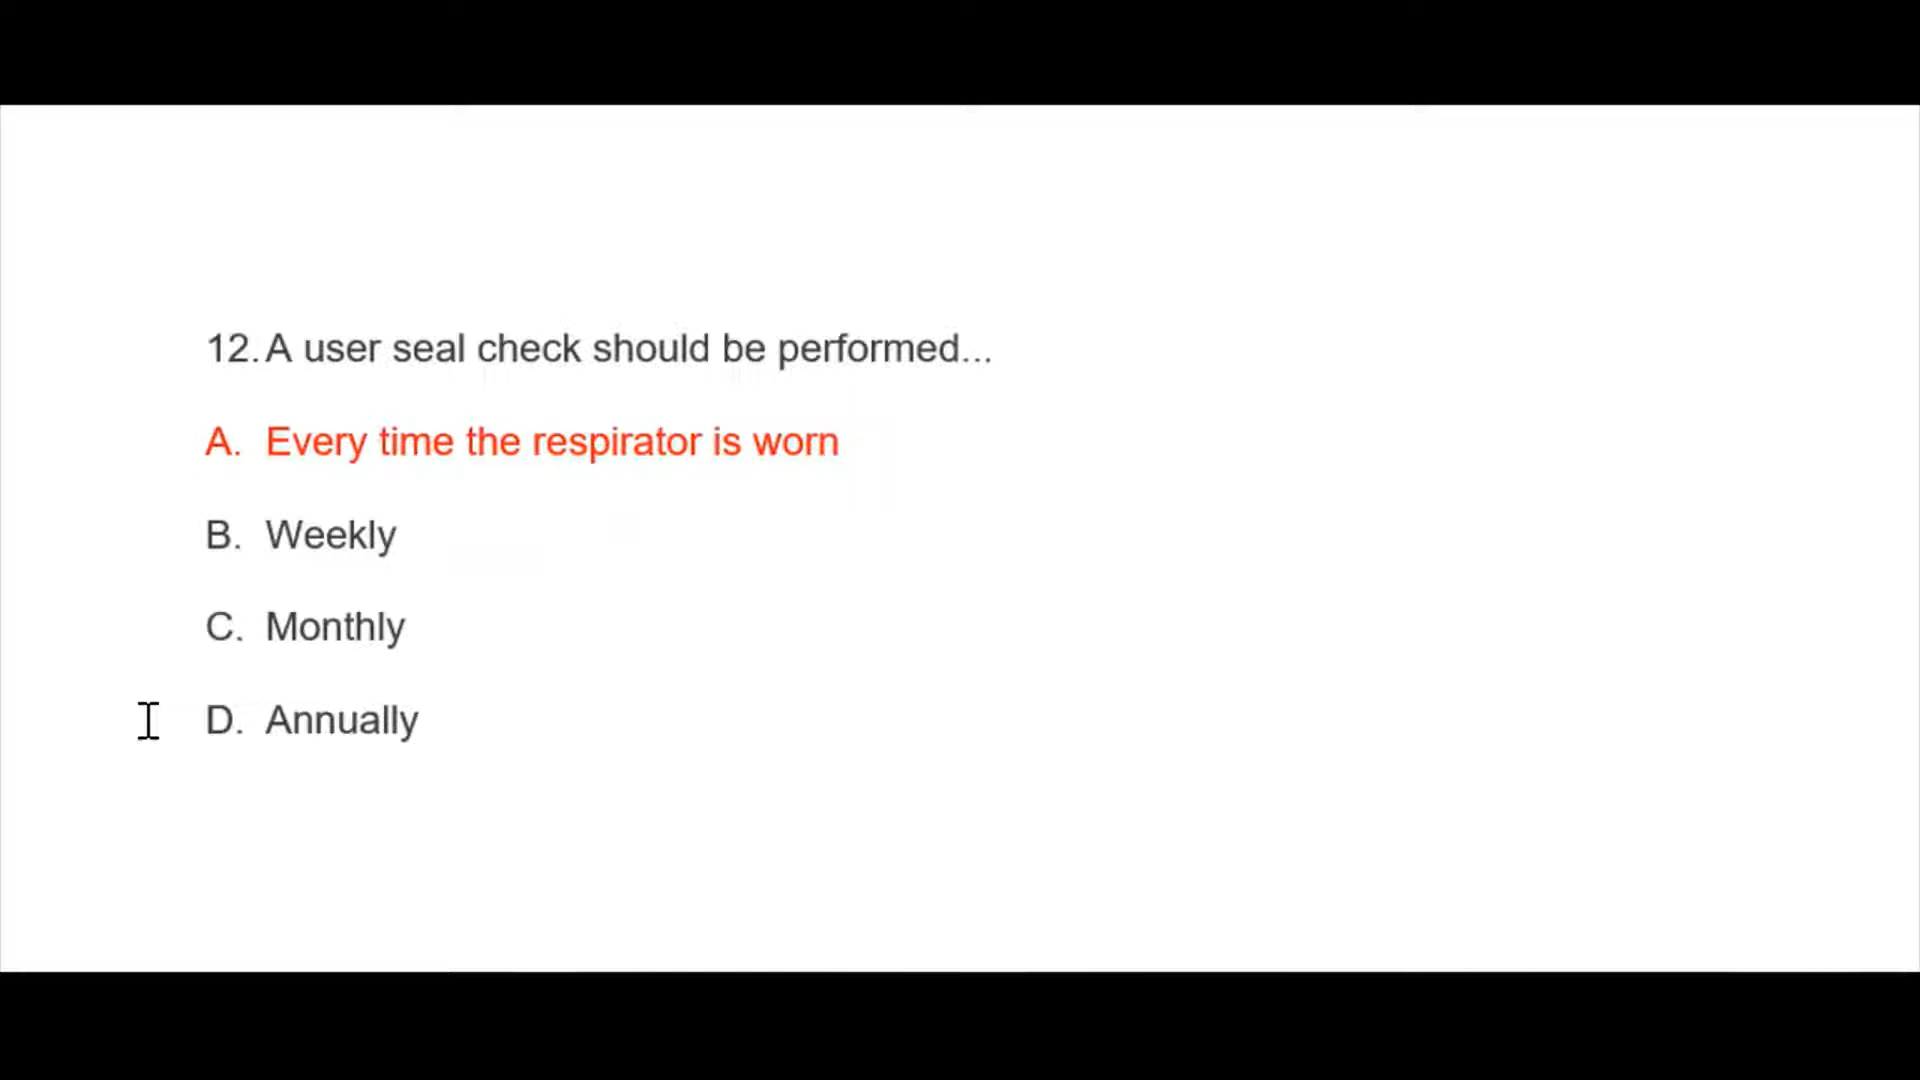 12. A user seal check should be performed...
A. Every time the respirator is worn
B. Weekly
C. Monthly
D. Annually